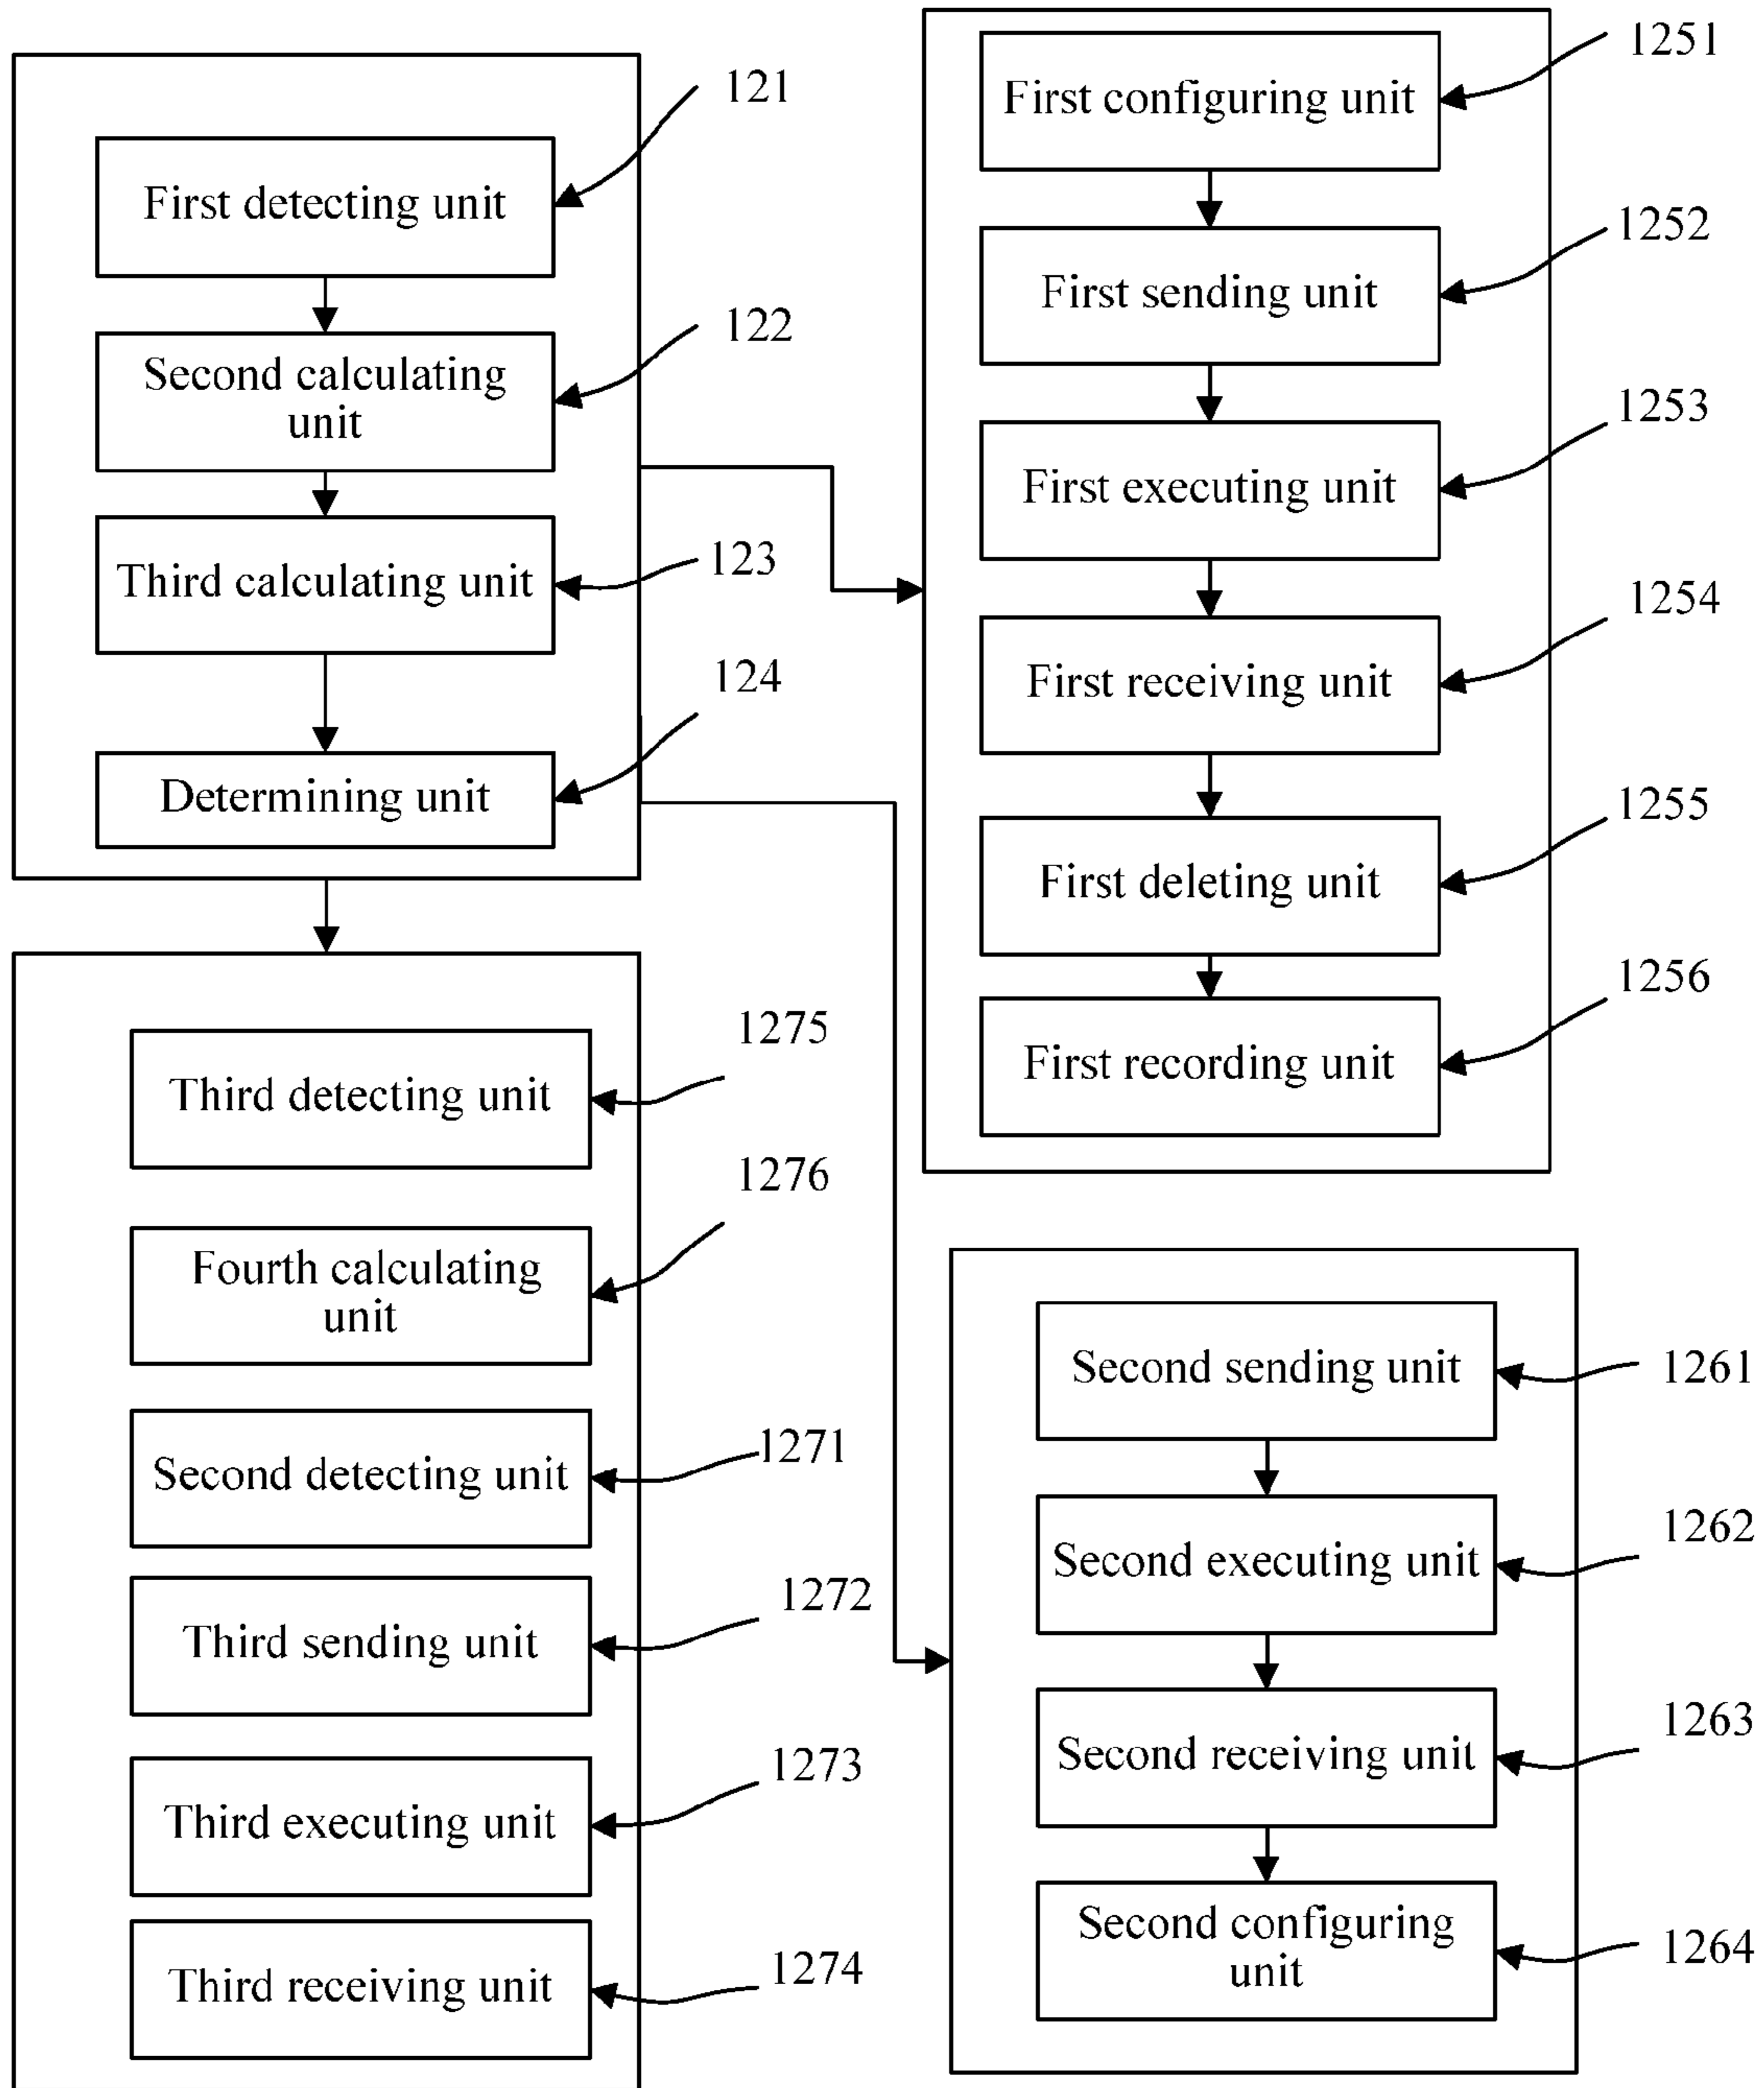 First detecting unit
121
Second calculating
unit
122
Third calculating unit
123
Determining unit
124
First configuring unit
1251
First sending unit
1252
First executing unit
1253
First receiving unit
1254
First deleting unit
1255
First recording unit
1256
Third detecting unit
1275
Fourth calculating
unit
1276
Second detecting unit
1271
Third sending unit
1272
Third executing unit
1273
Third receiving unit
1274
Second sending unit
1261
Second executing unit
1262
Second receiving unit
1263
Second configuring
unit
1264